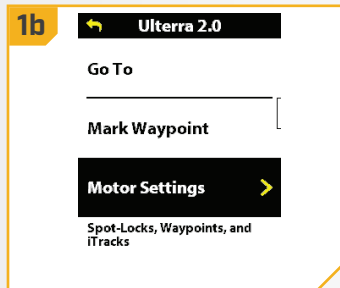 1b
Ulterra 2.0
Go To
Mark Waypoint
Motor Settings
Spot-Locks, Waypoints, and
iTracks